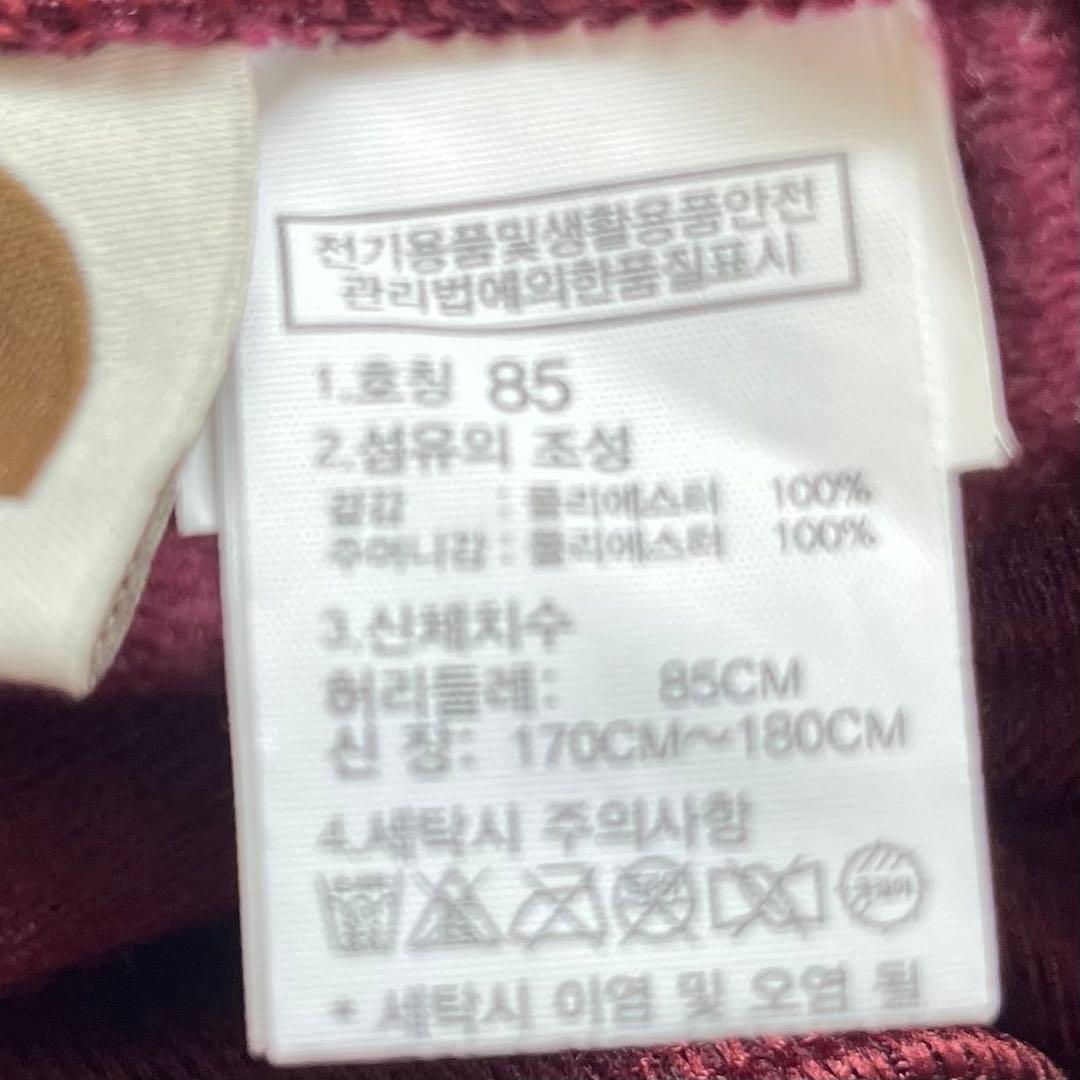 전기용품및생활용품안전
관리법에의한품질표시
1.호칭 85
2.섬유의 조성
겉감 : 폴리에스터 100%
주머니감 : 폴리에스터 100%
3.신체치수
허리둘레: 85CM
신 장: 170CM~180CM
4.세탁시 주의사항
* 세탁시 이염 및 오염 될